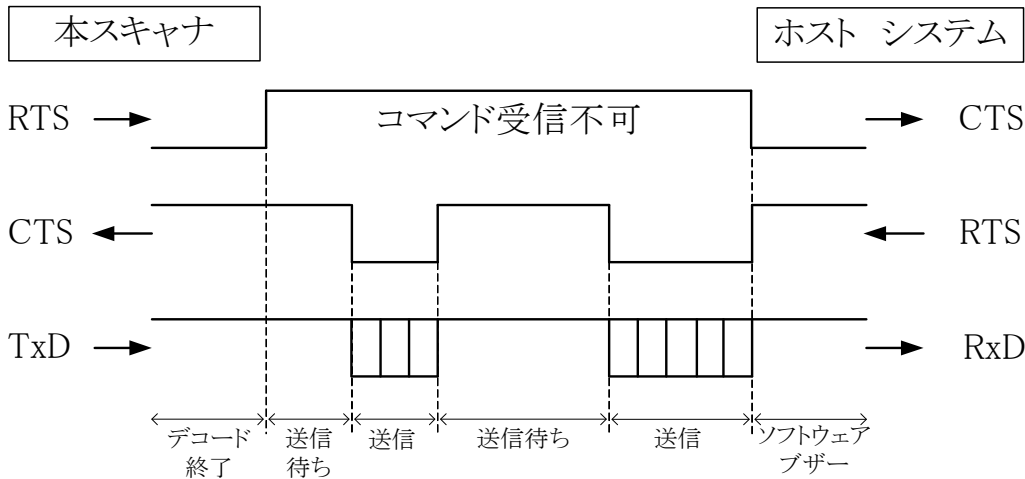 本スキャナ
ホスト システム
RTS
コマンド受信不可
CTS
CTS
RTS
TxD
RxD
デコード
終了
送信
待ち
送信
送信待ち
送信
ソフトウェア
ブザー